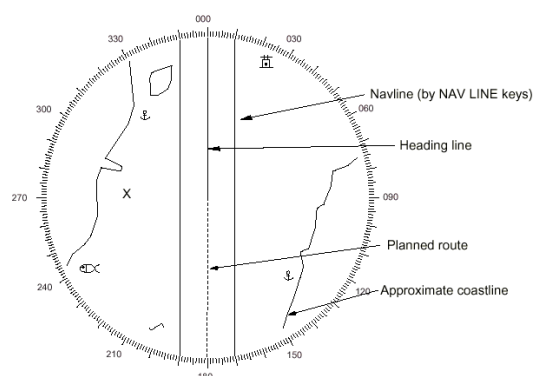 000
330
030
Navline (by NAV LINE keys)
300
060
Heading line
X
270
090
Planned route
240
120
Approximate coastline
210
150
180